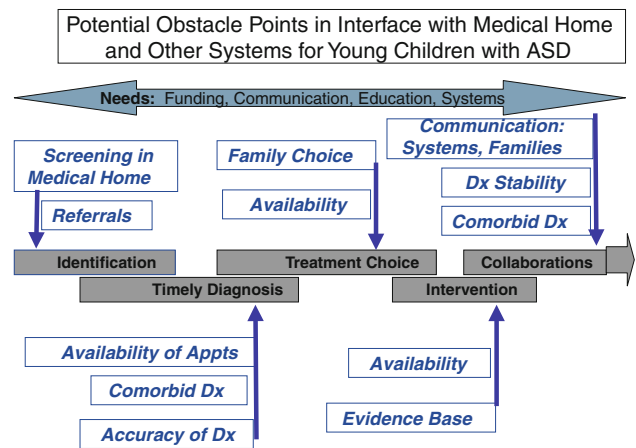 Potential Obstacle Points in Interface with Medical Home
and Other Systems for Young Children with ASD
Needs: Funding, Communication, Education, Systems
Screening in
Medical Home
Referrals
Family Choice
Availability
Communication:
Systems, Families
Dx Stability
Comorbid Dx
Identification
Treatment Choice
Collaborations
Timely Diagnosis
Intervention
Availability of Appts
Comorbid Dx
Accuracy of Dx
Availability
Evidence Base